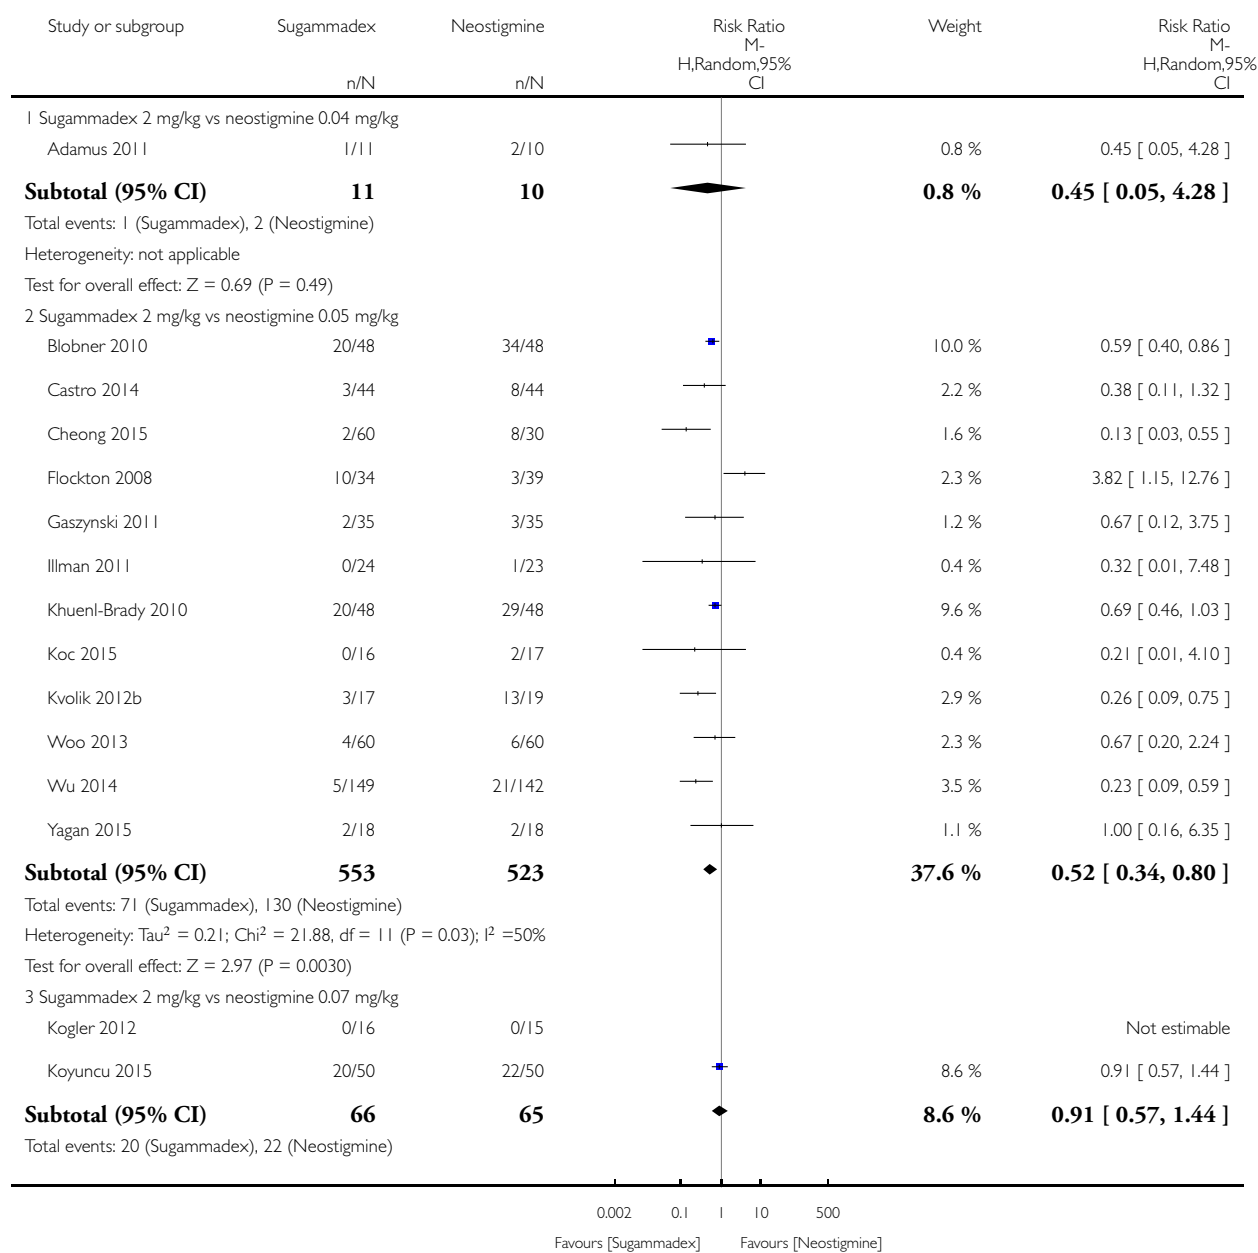 Study or subgroup Sugammadex Neostigmine Risk Ratio Weight Risk Ratio
M- M-
H,Random,95% H,Random,95%
n/N n/N CI CI
1 Sugammadex 2 mg/kg vs neostigmine 0.04 mg/kg
Adamus 2011 1/11 2/10 0.8 % 0.45 [ 0.05, 4.28 ]
Subtotal (95% CI) 11 10 0.8 % 0.45 [ 0.05, 4.28 ]
Total events: 1 (Sugammadex), 2 (Neostigmine)
Heterogeneity: not applicable
Test for overall effect: Z = 0.69 (P = 0.49)
2 Sugammadex 2 mg/kg vs neostigmine 0.05 mg/kg
Blobner 2010 20/48 34/48 10.0 % 0.59 [ 0.40, 0.86 ]
Castro 2014 3/44 8/44 2.2 % 0.38 [ 0.11, 1.32 ]
Cheong 2015 2/60 8/30 1.6 % 0.13 [ 0.03, 0.55 ]
Flockton 2008 10/34 3/39 2.3 % 3.82 [ 1.15, 12.76 ]
Gaszynski 2011 2/35 3/35 1.2 % 0.67 [ 0.12, 3.75 ]
Illman 2011 0/24 1/23 0.4 % 0.32 [ 0.01, 7.48 ]
Khuenl-Brady 2010 20/48 29/48 9.6 % 0.69 [ 0.46, 1.03 ]
Koc 2015 0/16 2/17 0.4 % 0.21 [ 0.01, 4.10 ]
Kvolik 2012b 3/17 13/19 2.9 % 0.26 [ 0.09, 0.75 ]
Woo 2013 4/60 6/60 2.3 % 0.67 [ 0.20, 2.24 ]
Wu 2014 5/149 21/142 3.5 % 0.23 [ 0.09, 0.59 ]
Yagan 2015 2/18 2/18 1.1 % 1.00 [ 0.16, 6.35 ]
Subtotal (95% CI) 553 523 37.6 % 0.52 [ 0.34, 0.80 ]
Total events: 71 (Sugammadex), 130 (Neostigmine)
Heterogeneity: Tau² = 0.21; Chi² = 21.88, df = 11 (P = 0.03); I² =50%
Test for overall effect: Z = 2.97 (P = 0.0030)
3 Sugammadex 2 mg/kg vs neostigmine 0.07 mg/kg
Kogler 2012 0/16 0/15 Not estimable
Koyuncu 2015 20/50 22/50 8.6 % 0.91 [ 0.57, 1.44 ]
Subtotal (95% CI) 66 65 8.6 % 0.91 [ 0.57, 1.44 ]
Total events: 20 (Sugammadex), 22 (Neostigmine)
0.002 0.1 1 10 500
Favours [Sugammadex] Favours [Neostigmine]